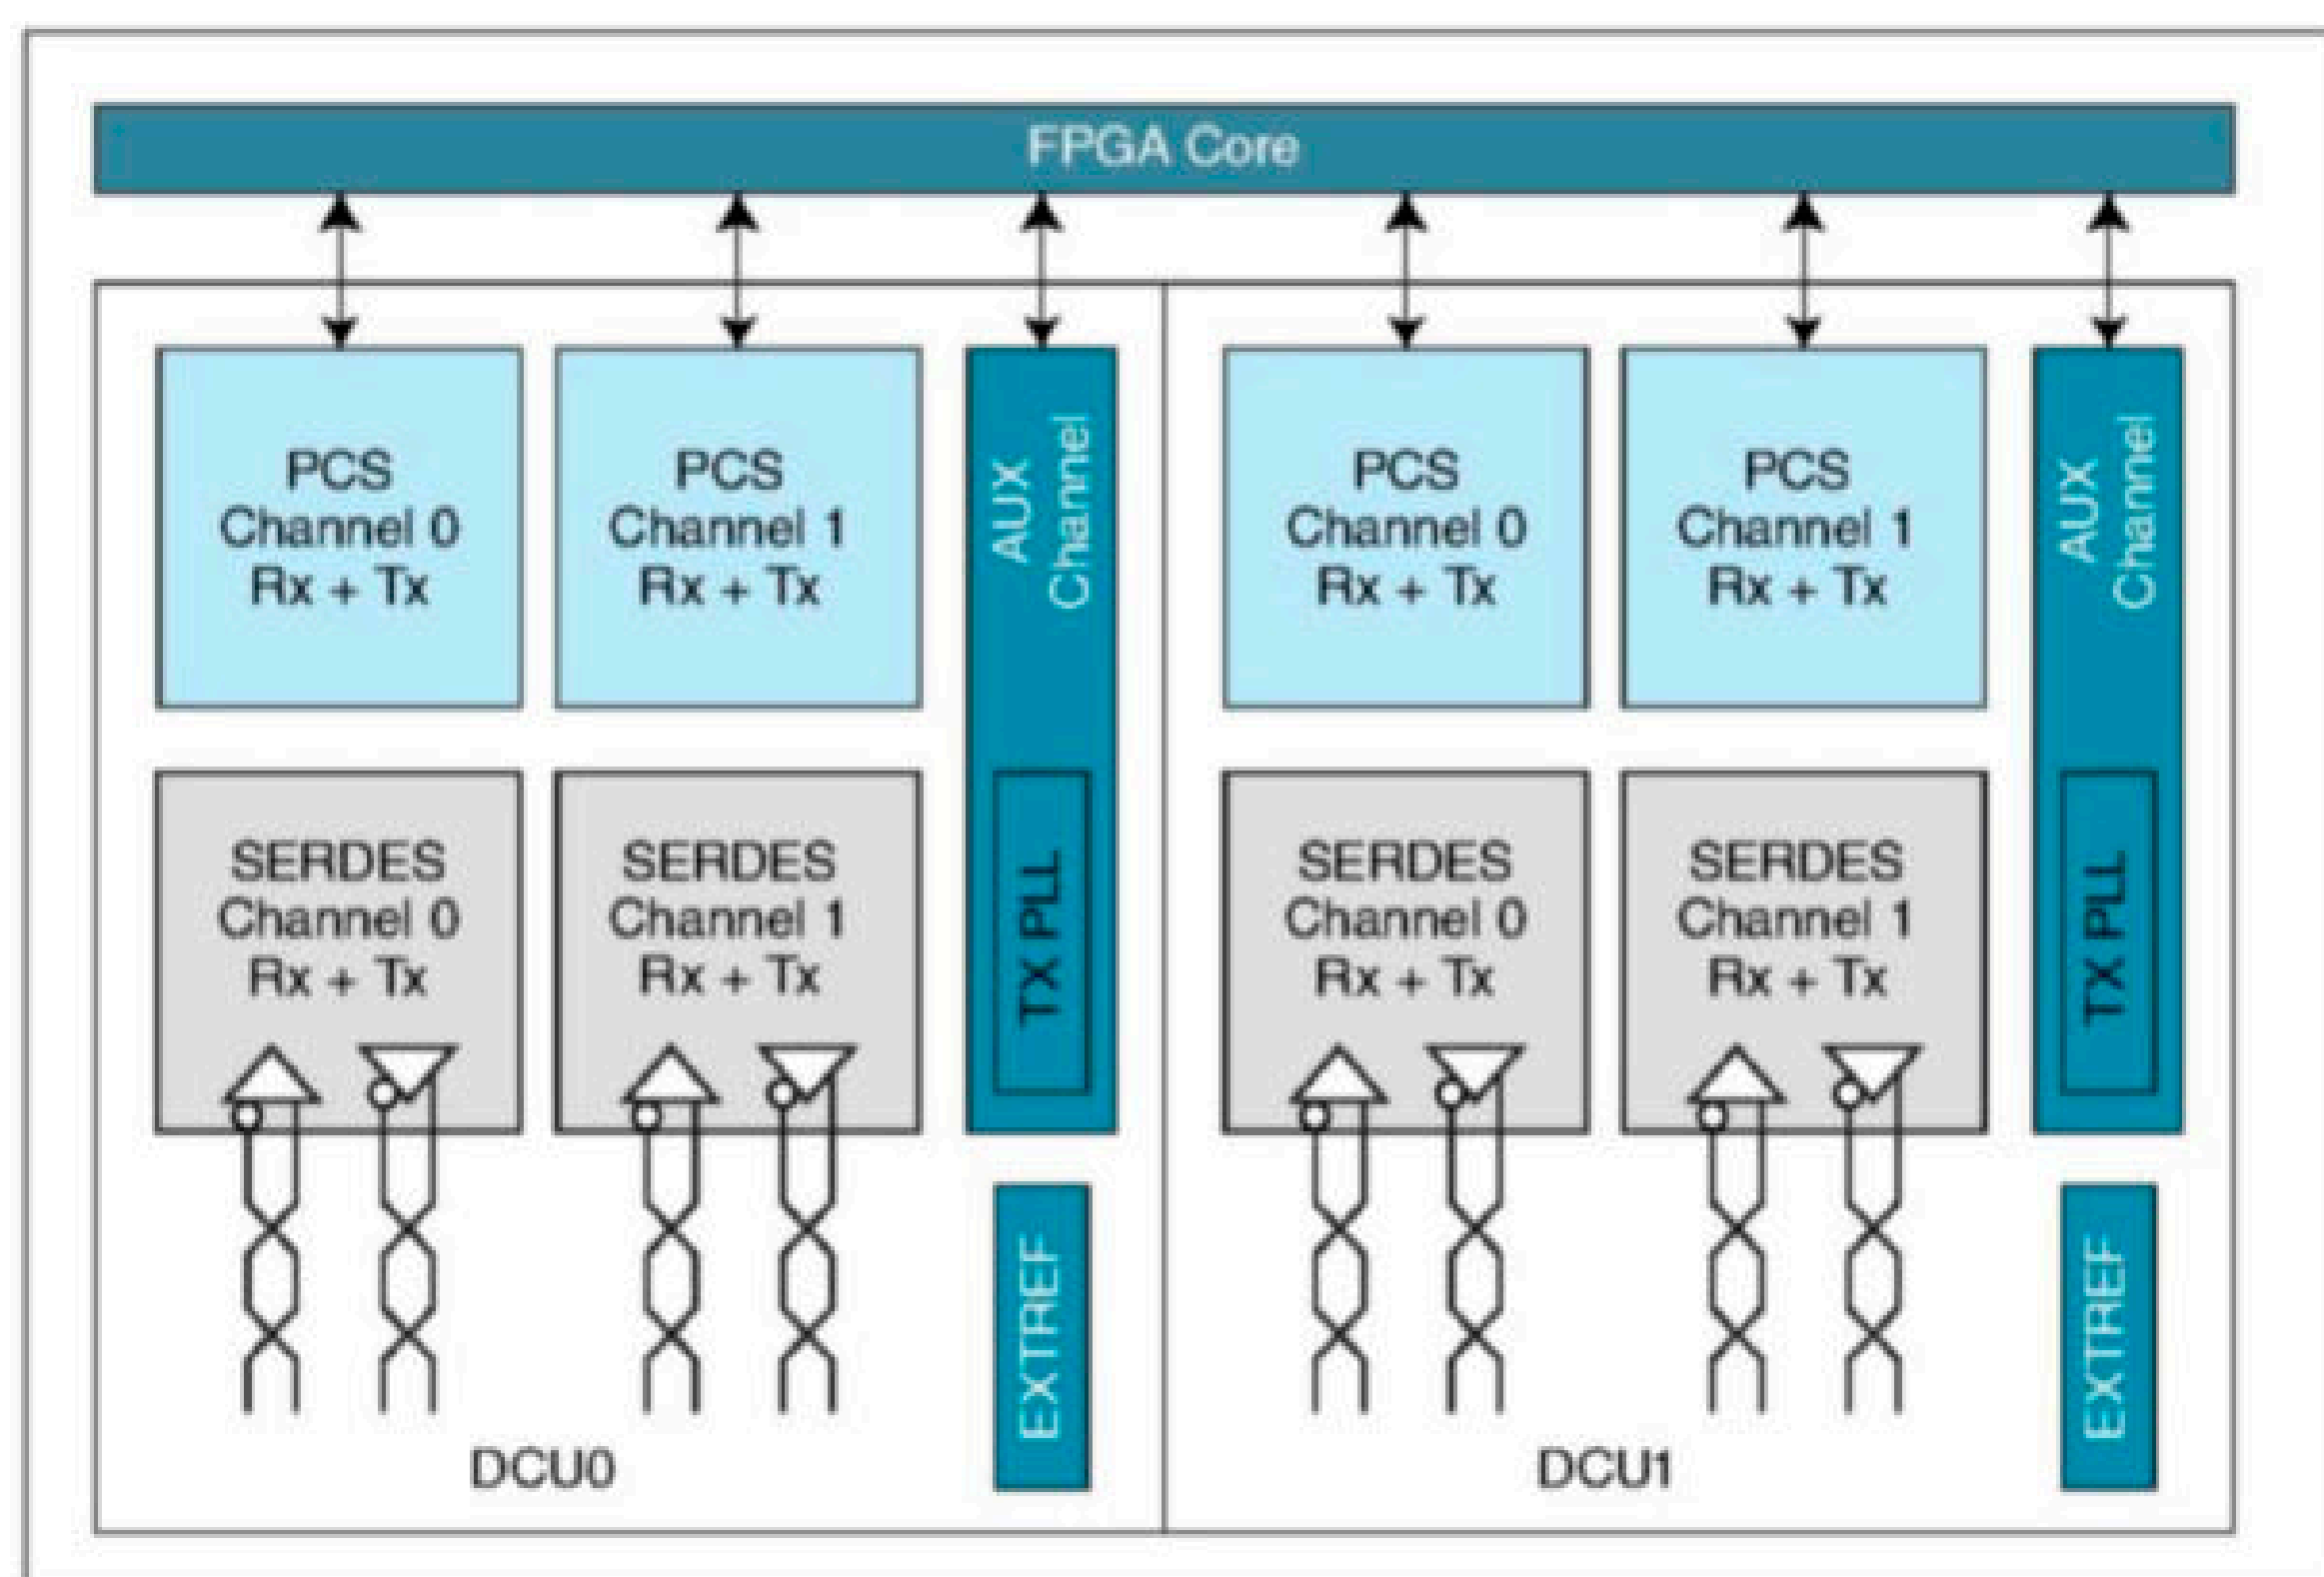 FPGA Core
PCS
Channel 0
Rx + Tx
PCS
Channel 1
Rx + Tx
AUX
Channel
SERDES
Channel 0
Rx + Tx
SERDES
Channel 1
Rx + Tx
TX PLL
EXTREF
DCU0
PCS
Channel 0
Rx + Tx
PCS
Channel 1
Rx + Tx
AUX
Channel
SERDES
Channel 0
Rx + Tx
SERDES
Channel 1
Rx + Tx
TX PLL
EXTREF
DCU1